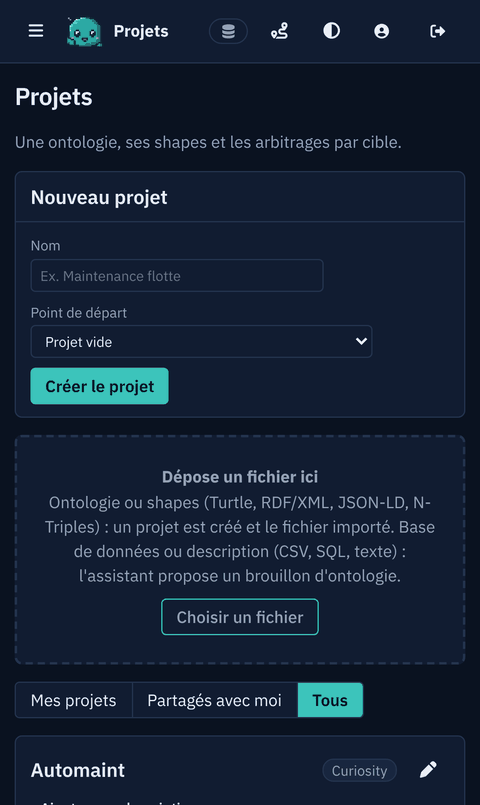 Projets
Projets
Une ontologie, ses shapes et les arbitrages par cible.
Nouveau projet
Nom
Ex. Maintenance flotte
Point de départ
Projet vide
Créer le projet
Dépose un fichier ici
Ontologie ou shapes (Turtle, RDF/XML, JSON-LD, N-
Triples) : un projet est créé et le fichier importé. Base
de données ou description (CSV, SQL, texte) :
l'assistant propose un brouillon d'ontologie.
Choisir un fichier
Mes projets Partagés avec moi Tous
Automaint Curiosity